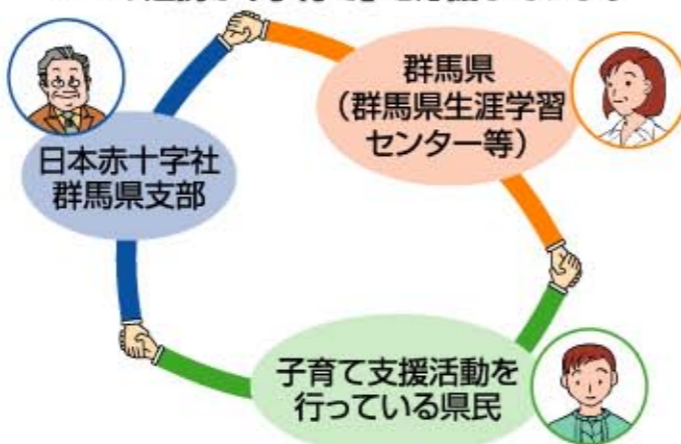 日本赤十字社
群馬県支部
群馬県
(群馬県生涯学習
センター等)
子育て支援活動を
行っている県民